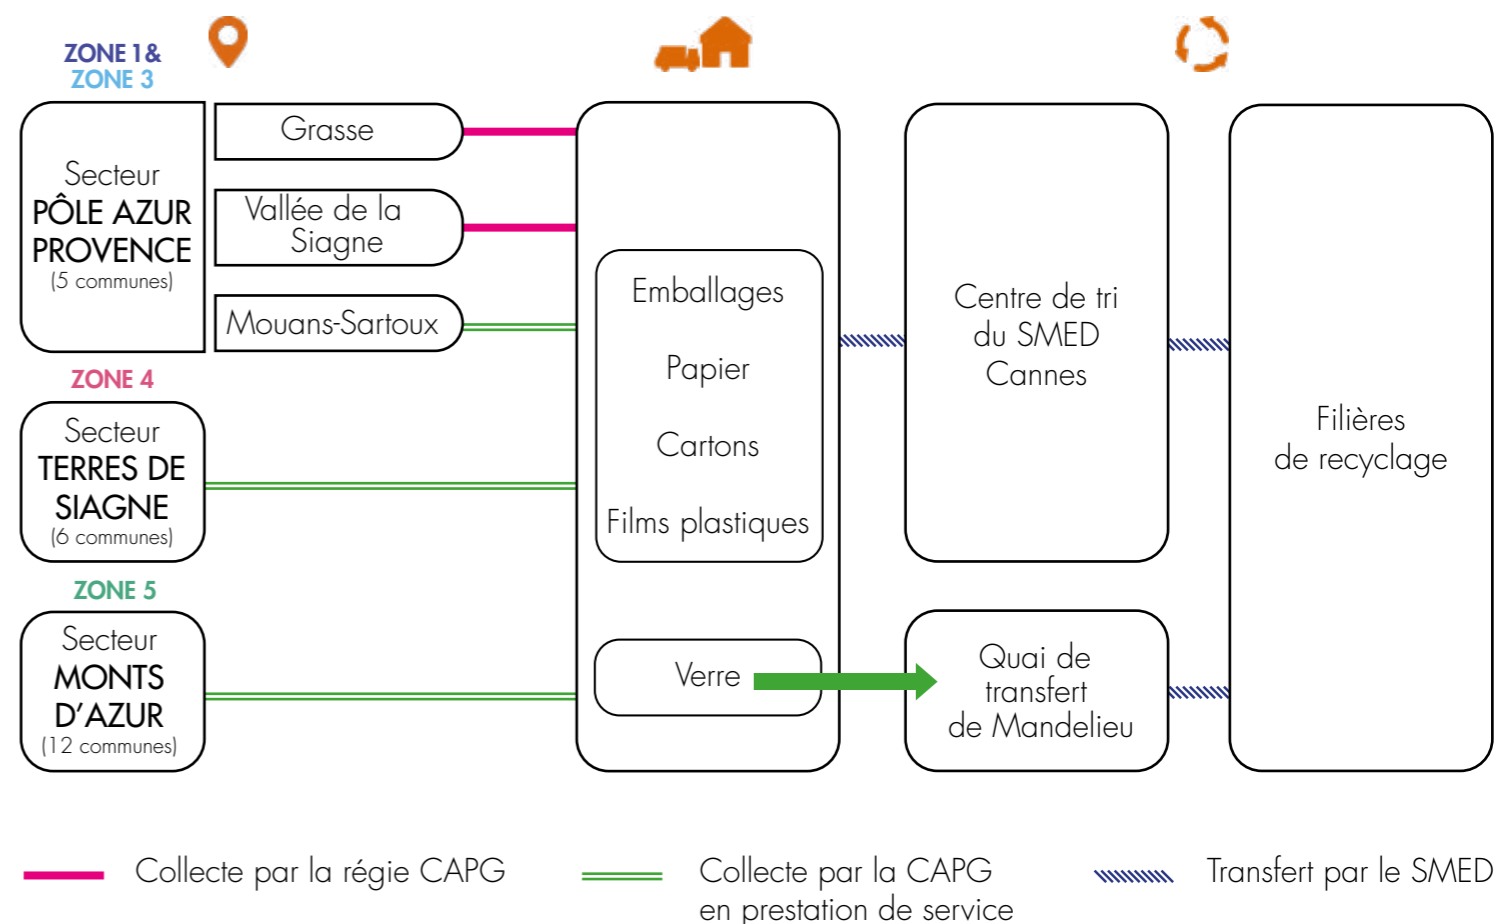 ZONE 1&
ZONE 3
Secteur
PÔLE AZUR
PROVENCE
(5 communes)
Grasse
Vallée de la
Siagne
Mouans-Sartoux
ZONE 4
Secteur
TERRES DE
SIAGNE
(6 communes)
ZONE 5
Secteur
MONTS
D'AZUR
(12 communes)
Emballages
Papier
Cartons
Films plastiques
Verre
Centre de tri
du SMED
Cannes
Quai de
transfert
de Mandelieu
Filières
de recyclage
Collecte par la régie CAPG
Collecte par la CAPG
en prestation de service
Transfert par le SMED